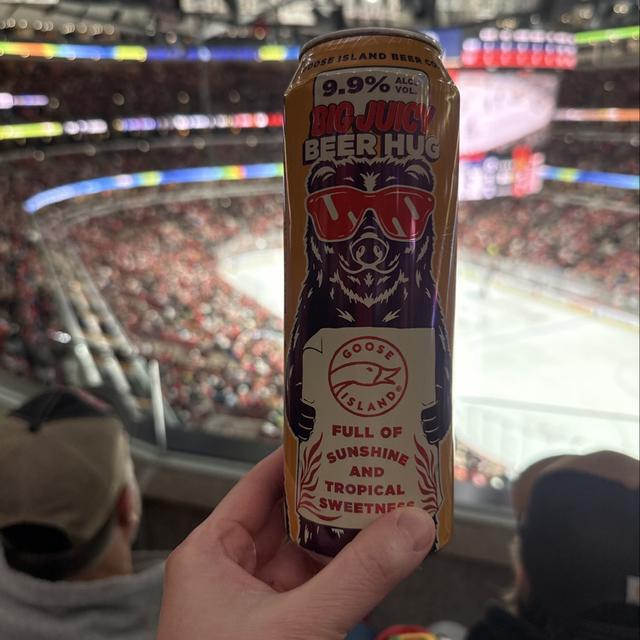 GOOSE ISLAND BEER CO.
9.9% ALC. VOL.
BIG JUICY
BEER HUG
GOOSE
ISLAND®
FULL OF
SUNSHINE
AND
TROPICAL
SWEETNESS